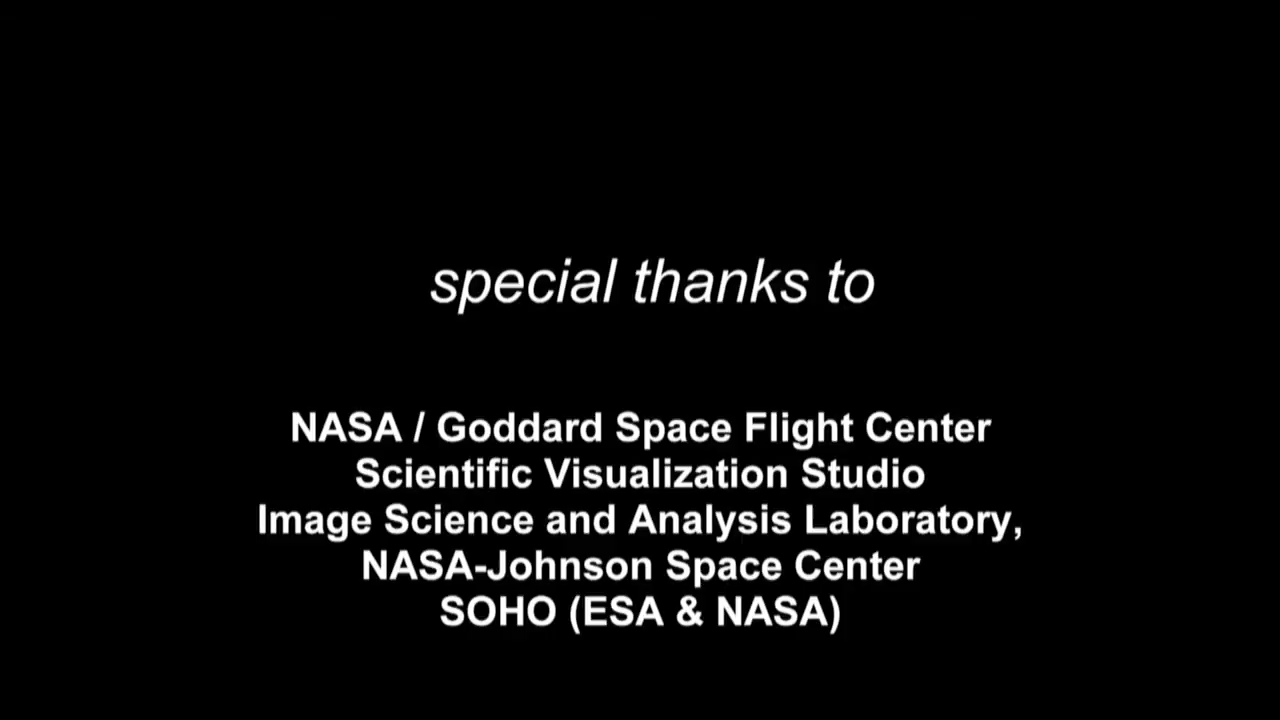 special thanks to
NASA / Goddard Space Flight Center
Scientific Visualization Studio
Image Science and Analysis Laboratory,
NASA-Johnson Space Center
SOHO (ESA & NASA)